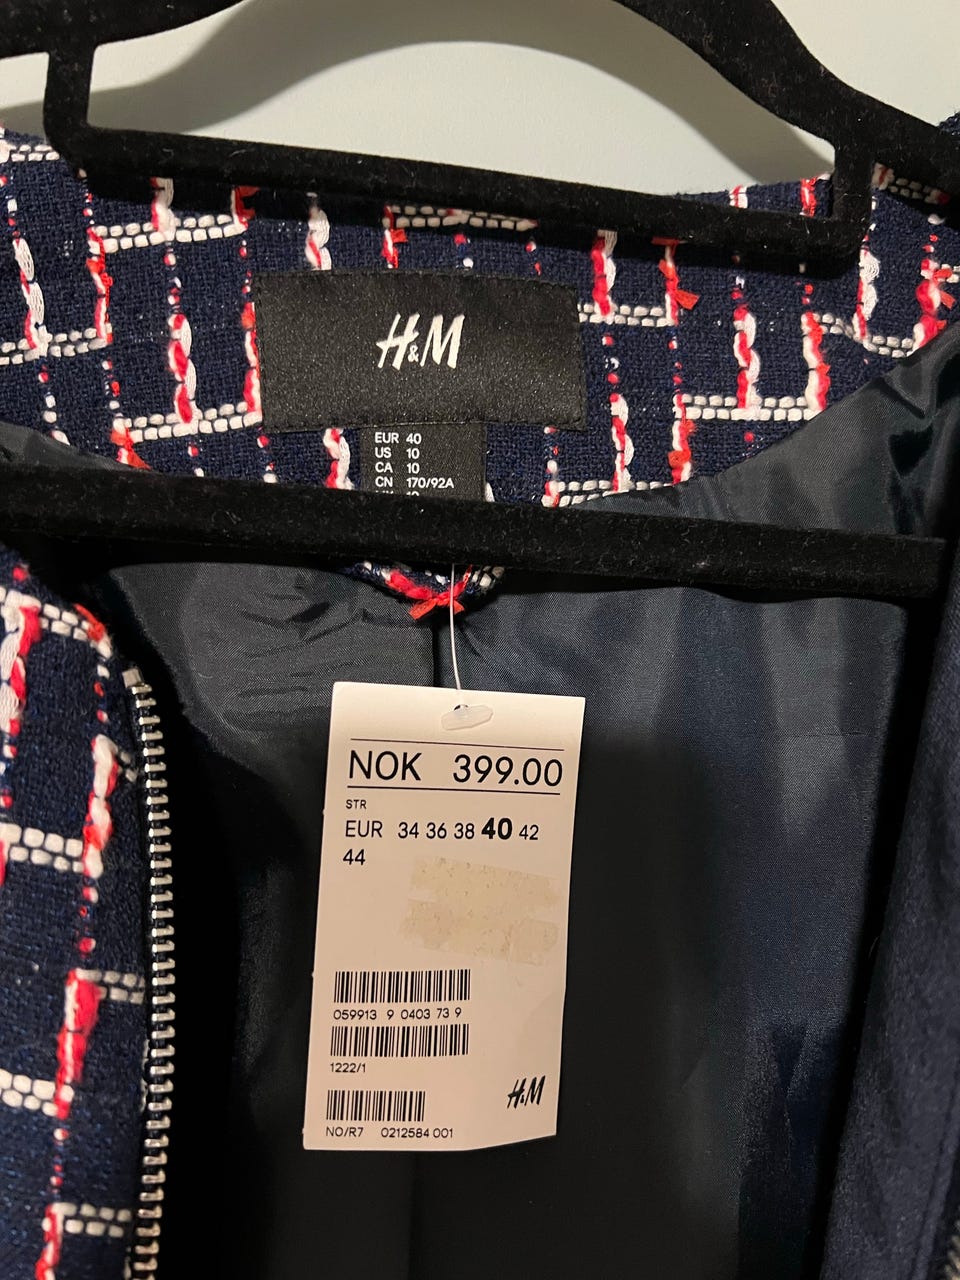 H&M
EUR 40
US 10
CA 10
CN 170/92A
NOK 399.00
STR
EUR 34 36 38 40 42
44
059913 9 0403 73 9
1222/1
H&M
NO/R7 0212584 001